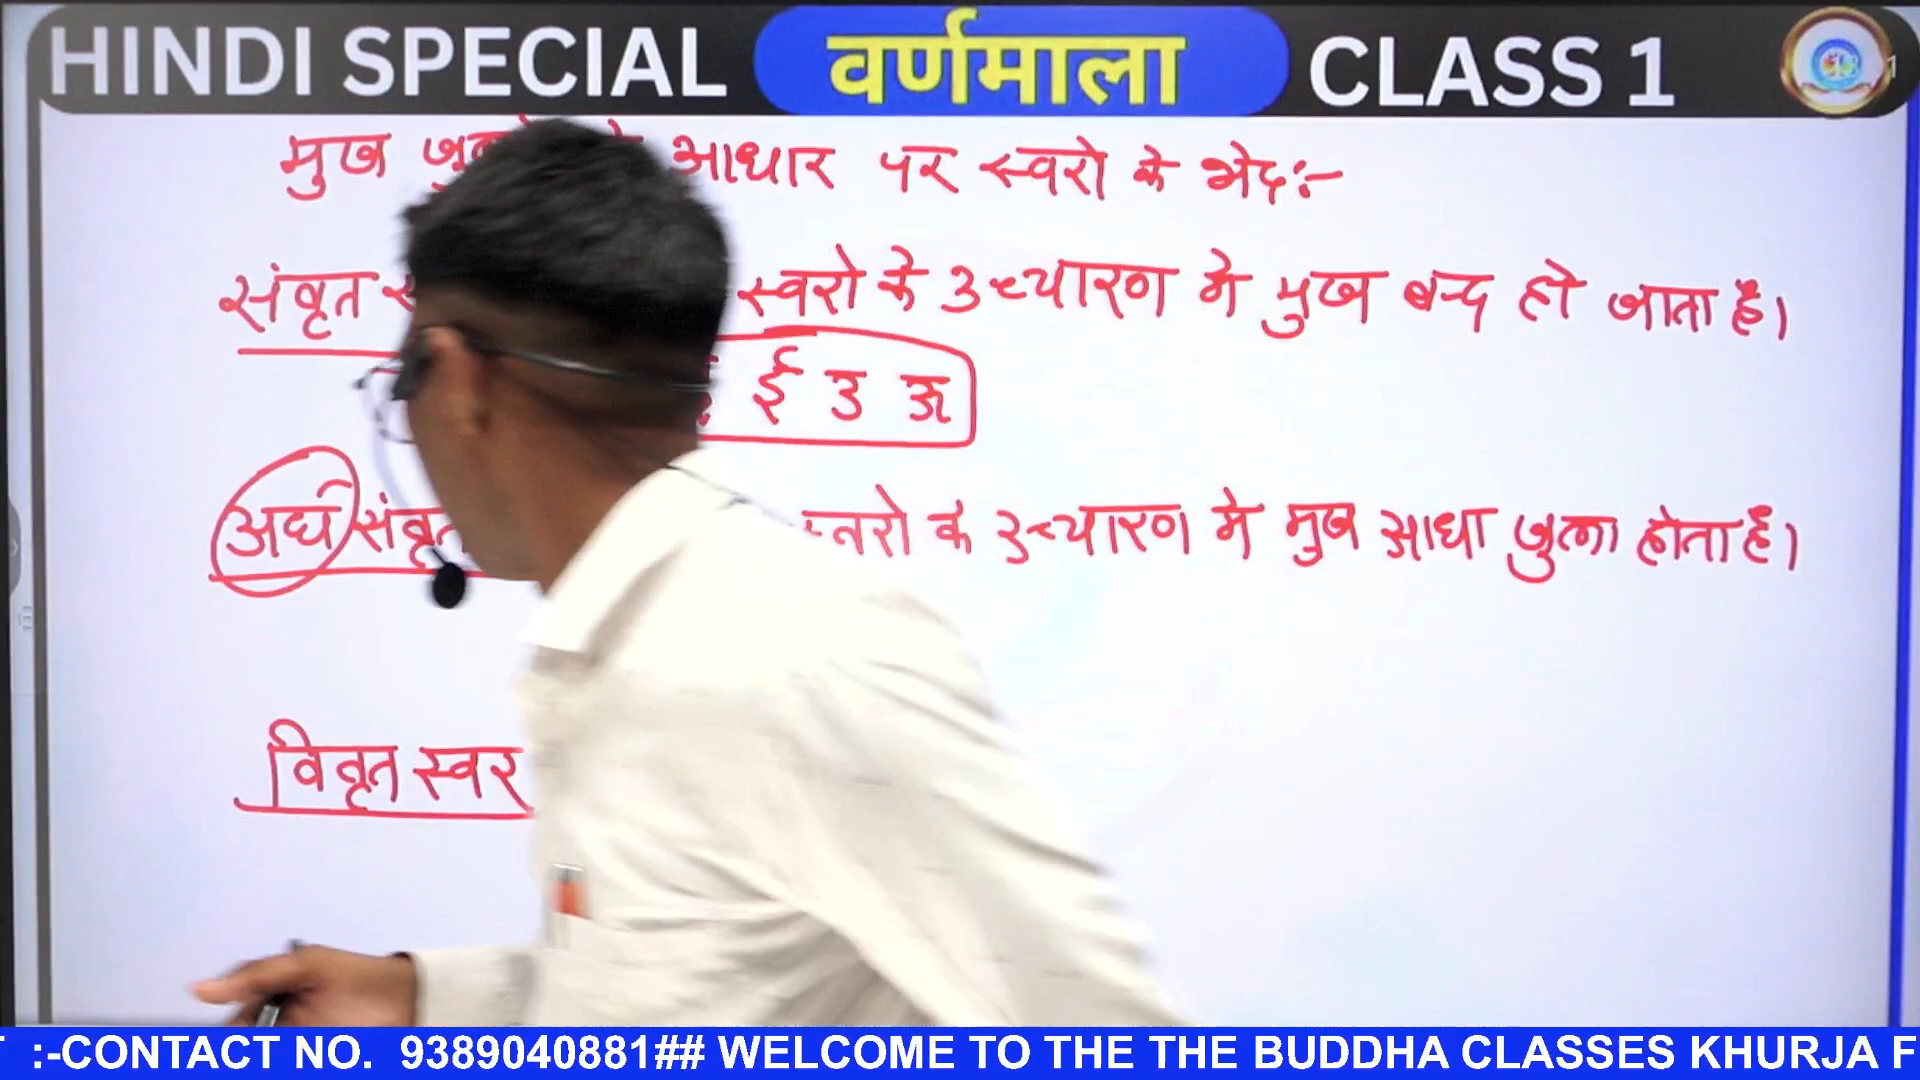 HINDI SPECIAL वर्णमाला CLASS 1
मुख आधार पर स्वरो के भेद:-
संवृत स्वरो के उच्चारण मे मुख बन्द हो जाता है।
ई उ ऊ
अर्ध संवृत स्वरो के उच्चारण मे मुख आधा खुला होता है।
विवृत स्वर
:-CONTACT NO. 9389040881## WELCOME TO THE THE BUDDHA CLASSES KHURJA F